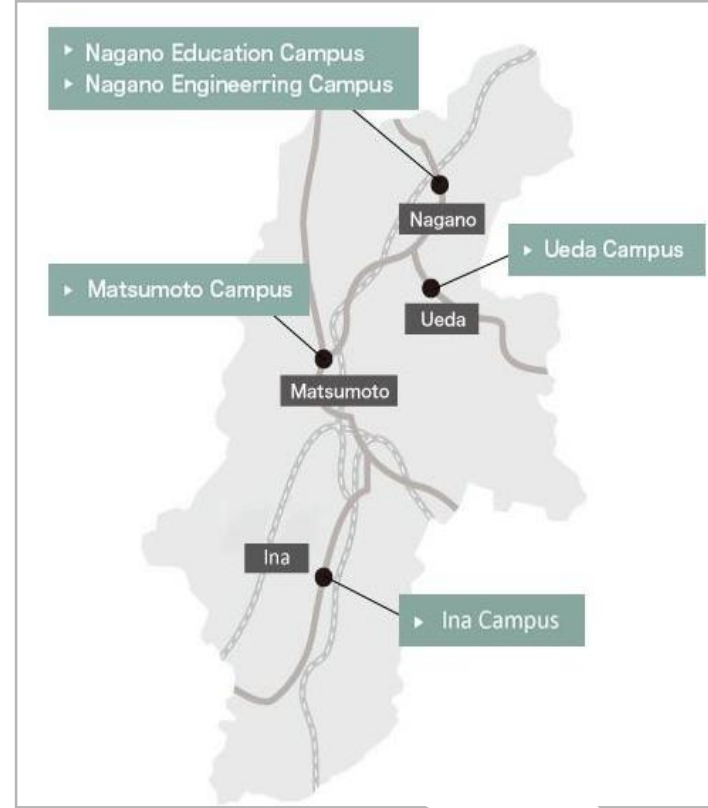 ‣ Nagano Education Campus
‣ Nagano Engineerring Campus
Nagano
‣ Ueda Campus
‣ Matsumoto Campus
Ueda
Matsumoto
Ina
‣ Ina Campus